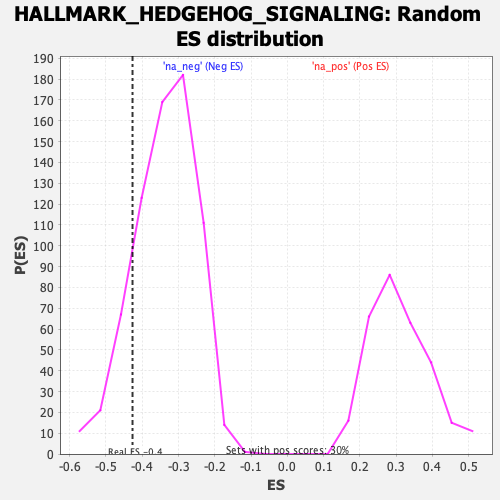 HALLMARK_HEDGEHOG_SIGNALING: Random
ES distribution
'na_neg' (Neg ES)
'na_pos' (Pos ES)
190
180
170
160
150
140
130
120
110
100
90
80
70
60
50
40
30
20
10
0
P(ES)
Real ES -0.4
Sets with pos scores: 30%
-0.6 -0.5 -0.4 -0.3 -0.2 -0.1 0.0 0.1 0.2 0.3 0.4 0.5
ES